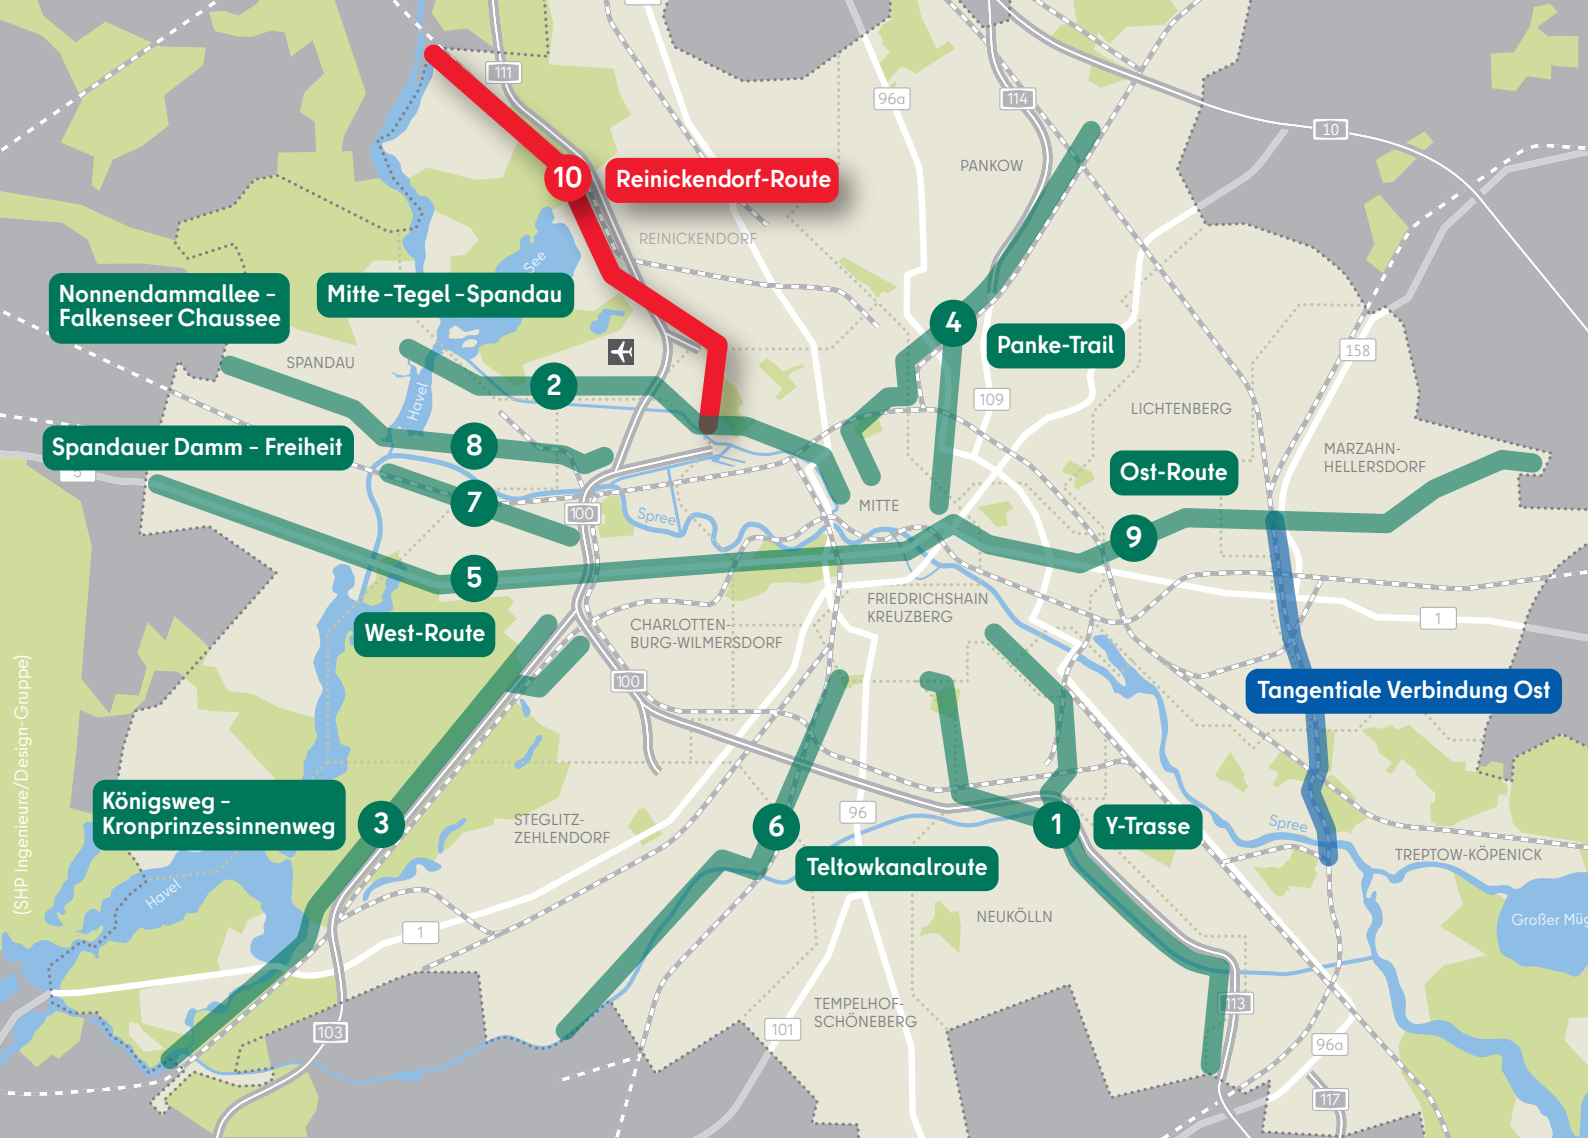 111
96a
114
10
PANKOW
10
Reinickendorf-Route
REINICKENDORF
See
Nonnendammallee –
Falkenseer Chaussee
Mitte-Tegel-Spandau
4
Panke-Trail
158
SPANDAU
2
Havel
109
LICHTENBERG
Spandauer Damm – Freiheit
8
MARZAHN-
HELLERSDORF
Ost-Route
5
7
100
Spree
MITTE
9
5
FRIEDRICHSHAIN
KREUZBERG
1
West-Route
CHARLOTTEN-
BURG-WILMERSDORF
100
Tangentiale Verbindung Ost
Königsweg –
Kronprinzessinnenweg
3
STEGLITZ-
ZEHLENDORF
6
96
1
Y-Trasse
Spree
TREPTOW-KÖPENICK
Teltowkanalroute
Havel
1
NEUKÖLLN
Großer Müg
TEMPELHOF-
SCHÖNEBERG
103
101
113
96a
117
(SHP Ingenieure/Design-Gruppe)